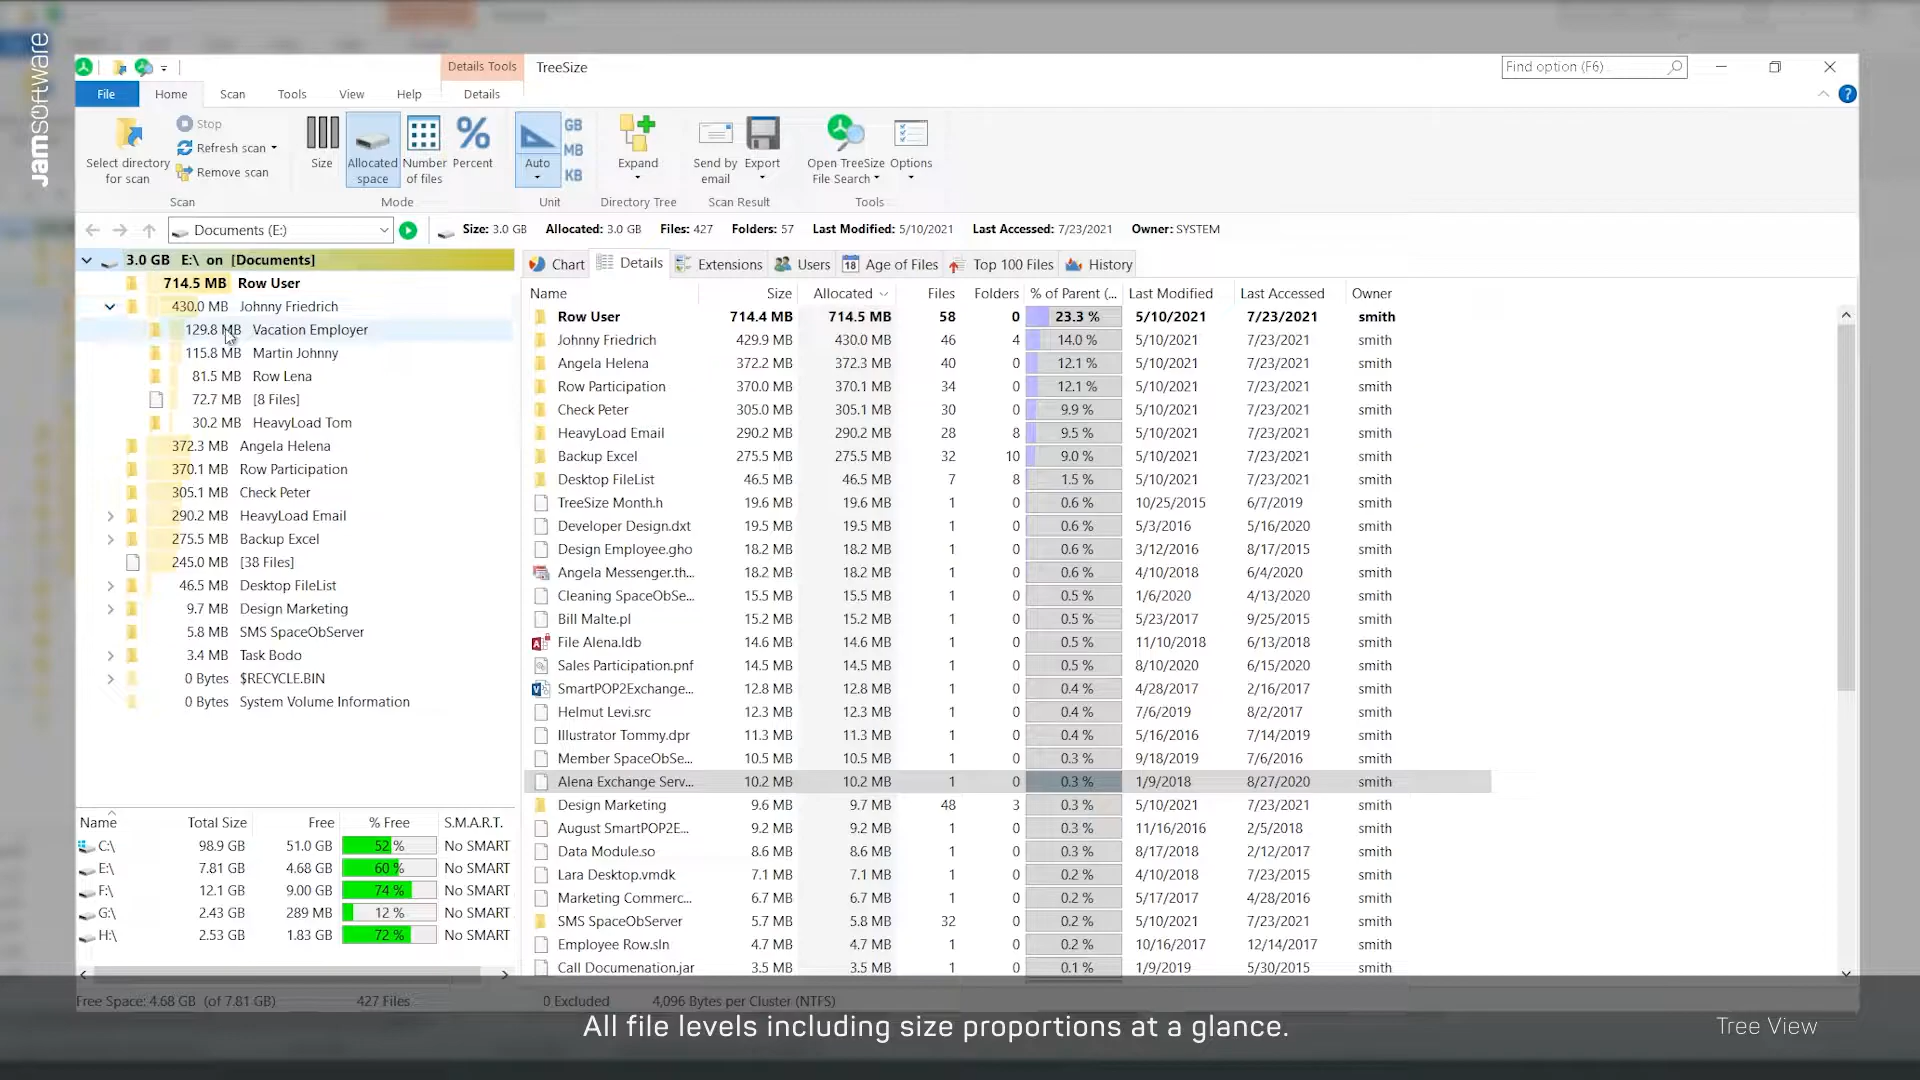 Jamsoftware
Details Tools
TreeSize
Find option (F6)
File Home Scan Tools View Help Details
Select directory for scan
Stop
Refresh scan
Remove scan
Scan
Size
Allocated space
Number of files
Percent
Mode
Auto
GB
MB
KB
Unit
Expand
Directory Tree
Send by email
Export
Scan Result
Open TreeSize File Search
Options
Tools
Documents (E:)
Size: 3.0 GB Allocated: 3.0 GB Files: 427 Folders: 57 Last Modified: 5/10/2021 Last Accessed: 7/23/2021 Owner: SYSTEM
3.0 GB E:\ on [Documents]
714.5 MB Row User
430.0 MB Johnny Friedrich
129.8 MB Vacation Employer
115.8 MB Martin Johnny
81.5 MB Row Lena
72.7 MB [8 Files]
30.2 MB HeavyLoad Tom
372.3 MB Angela Helena
370.1 MB Row Participation
305.1 MB Check Peter
290.2 MB HeavyLoad Email
275.5 MB Backup Excel
245.0 MB [38 Files]
46.5 MB Desktop FileList
9.7 MB Design Marketing
5.8 MB SMS SpaceObServer
3.4 MB Task Bodo
0 Bytes $RECYCLE.BIN
0 Bytes System Volume Information
Name Total Size Free % Free S.M.A.R.T.
C:\ 98.9 GB 51.0 GB 52 % No SMART
E:\ 7.81 GB 4.68 GB 60 % No SMART
F:\ 12.1 GB 9.00 GB 74 % No SMART
G:\ 2.43 GB 289 MB 12 % No SMART
H:\ 2.53 GB 1.83 GB 72 % No SMART
Chart Details Extensions Users 18 Age of Files Top 100 Files History
Name Size Allocated Files Folders % of Parent (... Last Modified Last Accessed Owner
Row User 714.4 MB 714.5 MB 58 0 23.3 % 5/10/2021 7/23/2021 smith
Johnny Friedrich 429.9 MB 430.0 MB 46 4 14.0 % 5/10/2021 7/23/2021 smith
Angela Helena 372.2 MB 372.3 MB 40 0 12.1 % 5/10/2021 7/23/2021 smith
Row Participation 370.0 MB 370.1 MB 34 0 12.1 % 5/10/2021 7/23/2021 smith
Check Peter 305.0 MB 305.1 MB 30 0 9.9 % 5/10/2021 7/23/2021 smith
HeavyLoad Email 290.2 MB 290.2 MB 28 8 9.5 % 5/10/2021 7/23/2021 smith
Backup Excel 275.5 MB 275.5 MB 32 10 9.0 % 5/10/2021 7/23/2021 smith
Desktop FileList 46.5 MB 46.5 MB 7 8 1.5 % 5/10/2021 7/23/2021 smith
TreeSize Month.h 19.6 MB 19.6 MB 1 0 0.6 % 10/25/2015 6/7/2019 smith
Developer Design.dxt 19.5 MB 19.5 MB 1 0 0.6 % 5/3/2016 5/16/2020 smith
Design Employee.gho 18.2 MB 18.2 MB 1 0 0.6 % 3/12/2016 8/17/2015 smith
Angela Messenger.th... 18.2 MB 18.2 MB 1 0 0.6 % 4/10/2018 6/4/2020 smith
Cleaning SpaceObSe... 15.5 MB 15.5 MB 1 0 0.5 % 1/6/2020 4/13/2020 smith
Bill Malte.pl 15.2 MB 15.2 MB 1 0 0.5 % 5/23/2017 9/25/2015 smith
File Alena.ldb 14.6 MB 14.6 MB 1 0 0.5 % 11/10/2018 6/13/2018 smith
Sales Participation.pnf 14.5 MB 14.5 MB 1 0 0.5 % 8/10/2020 6/15/2020 smith
SmartPOP2Exchange... 12.8 MB 12.8 MB 1 0 0.4 % 4/28/2017 2/16/2017 smith
Helmut Levi.src 12.3 MB 12.3 MB 1 0 0.4 % 7/6/2019 8/2/2017 smith
Illustrator Tommy.dpr 11.3 MB 11.3 MB 1 0 0.4 % 5/16/2016 7/14/2019 smith
Member SpaceObSe... 10.5 MB 10.5 MB 1 0 0.3 % 9/18/2019 7/6/2016 smith
Alena Exchange Serv... 10.2 MB 10.2 MB 1 0 0.3 % 1/9/2018 8/27/2020 smith
Design Marketing 9.6 MB 9.7 MB 48 3 0.3 % 5/10/2021 7/23/2021 smith
August SmartPOP2E... 9.2 MB 9.2 MB 1 0 0.3 % 11/16/2016 2/5/2018 smith
Data Module.so 8.6 MB 8.6 MB 1 0 0.3 % 8/17/2018 2/12/2017 smith
Lara Desktop.vmdk 7.1 MB 7.1 MB 1 0 0.2 % 4/10/2018 7/23/2015 smith
Marketing Commerc... 6.7 MB 6.7 MB 1 0 0.2 % 5/17/2017 4/28/2016 smith
SMS SpaceObServer 5.7 MB 5.8 MB 32 0 0.2 % 5/10/2021 7/23/2021 smith
Employee Row.sln 4.7 MB 4.7 MB 1 0 0.2 % 10/16/2017 12/14/2017 smith
Call Documenation.jar 3.5 MB 3.5 MB 1 0 0.1 % 1/9/2019 5/30/2015 smith
Free Space: 4.68 GB (of 7.81 GB) 427 Files 0 Excluded 4,096 Bytes per Cluster (NTFS)
All file levels including size proportions at a glance.
Tree View